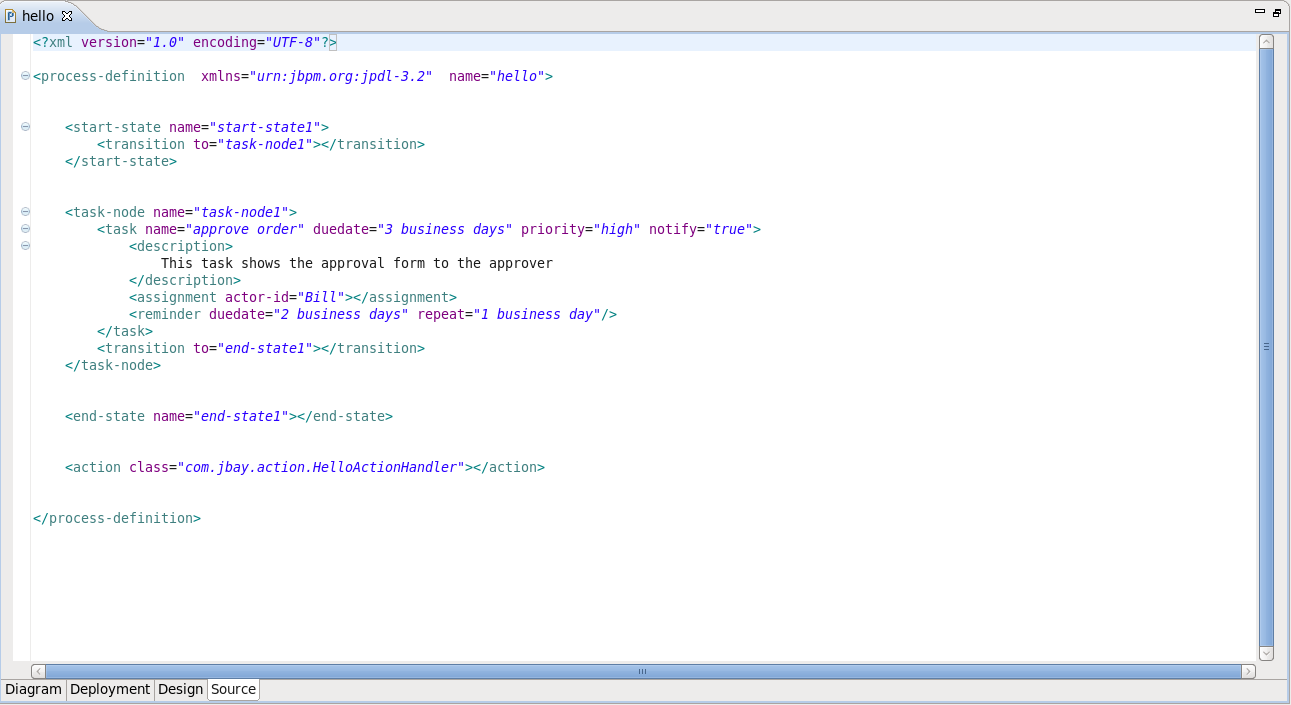 hello
<?xml version="1.0" encoding="UTF-8"?>
<process-definition  xmlns="urn:jbpm.org:jpdl-3.2"  name="hello">
    <start-state name="start-state1">
        <transition to="task-node1"></transition>
    </start-state>
    <task-node name="task-node1">
        <task name="approve order" duedate="3 business days" priority="high" notify="true">
            <description>
                This task shows the approval form to the approver
            </description>
            <assignment actor-id="Bill"></assignment>
            <reminder duedate="2 business days" repeat="1 business day"/>
        </task>
        <transition to="end-state1"></transition>
    </task-node>
    <end-state name="end-state1"></end-state>
    <action class="com.jbay.action.HelloActionHandler"></action>
</process-definition>
Diagram Deployment Design Source